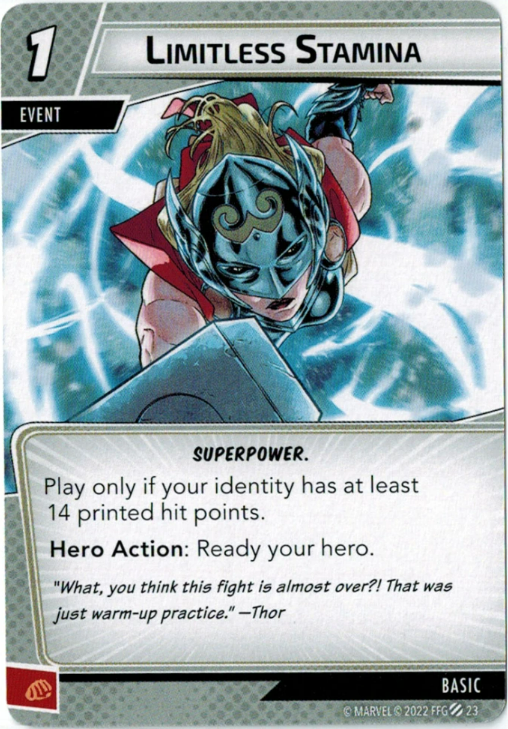 1
LIMITLESS STAMINA
EVENT
SUPERPOWER.
Play only if your identity has at least
14 printed hit points.
Hero Action: Ready your hero.
"What, you think this fight is almost over?! That was
just warm-up practice." —Thor
BASIC
© MARVEL © 2022 FFG 23